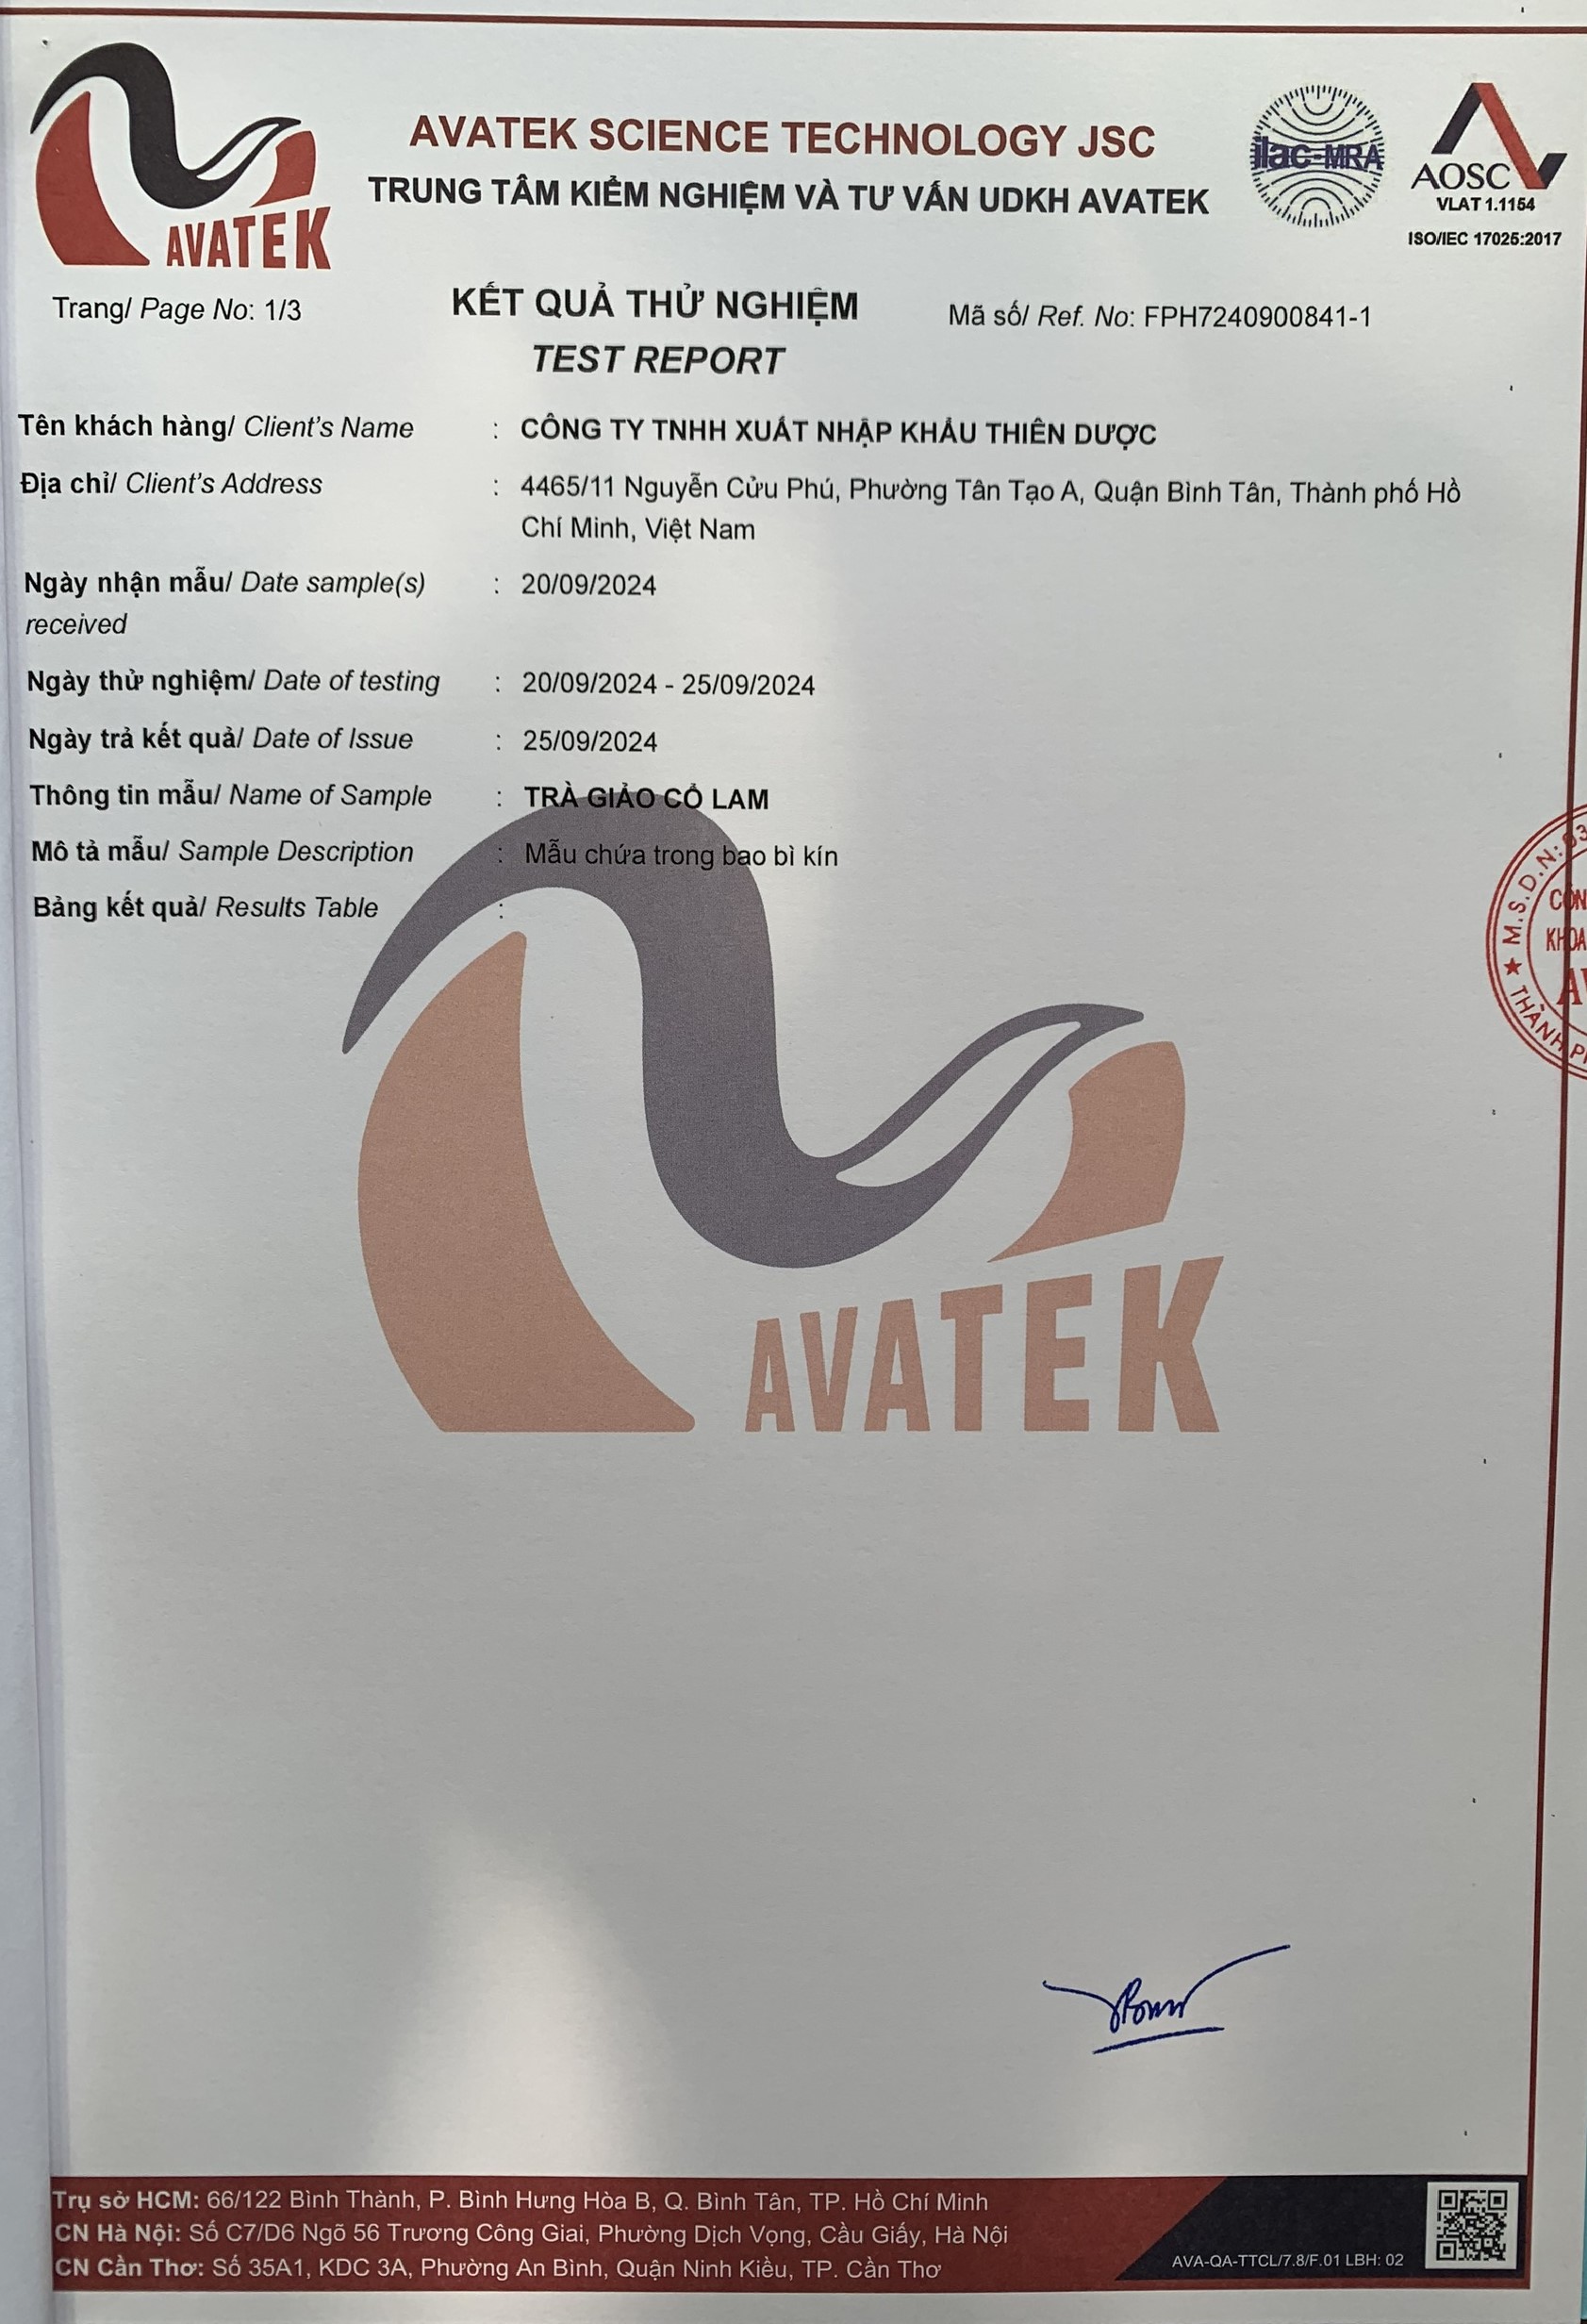 AVATEK
AVATEK SCIENCE TECHNOLOGY JSC
TRUNG TÂM KIỂM NGHIỆM VÀ TƯ VẤN UDKH AVATEK
ilac-MRA
AOSC
VLAT 1.1154
ISO/IEC 17025:2017
Trang/ Page No: 1/3
KẾT QUẢ THỬ NGHIỆM
TEST REPORT
Mã số/ Ref. No: FPH7240900841-1
Tên khách hàng/ Client's Name : CÔNG TY TNHH XUẤT NHẬP KHẨU THIÊN DƯỢC
Địa chỉ/ Client's Address : 4465/11 Nguyễn Cửu Phú, Phường Tân Tạo A, Quận Bình Tân, Thành phố Hồ
Chí Minh, Việt Nam
Ngày nhận mẫu/ Date sample(s) : 20/09/2024
received
Ngày thử nghiệm/ Date of testing : 20/09/2024 - 25/09/2024
Ngày trả kết quả/ Date of Issue : 25/09/2024
Thông tin mẫu/ Name of Sample : TRÀ GIẢO CỔ LAM
Mô tả mẫu/ Sample Description : Mẫu chứa trong bao bì kín
Bảng kết quả/ Results Table :
M.S.D.N: 03
AVATEK
Trụ sở HCM: 66/122 Bình Thành, P. Bình Hưng Hòa B, Q. Bình Tân, TP. Hồ Chí Minh
CN Hà Nội: Số C7/D6 Ngõ 56 Trương Công Giai, Phường Dịch Vọng, Cầu Giấy, Hà Nội
CN Cần Thơ: Số 35A1, KDC 3A, Phường An Bình, Quận Ninh Kiều, TP. Cần Thơ
AVA-QA-TTCL/7.8/F.01 LBH: 02